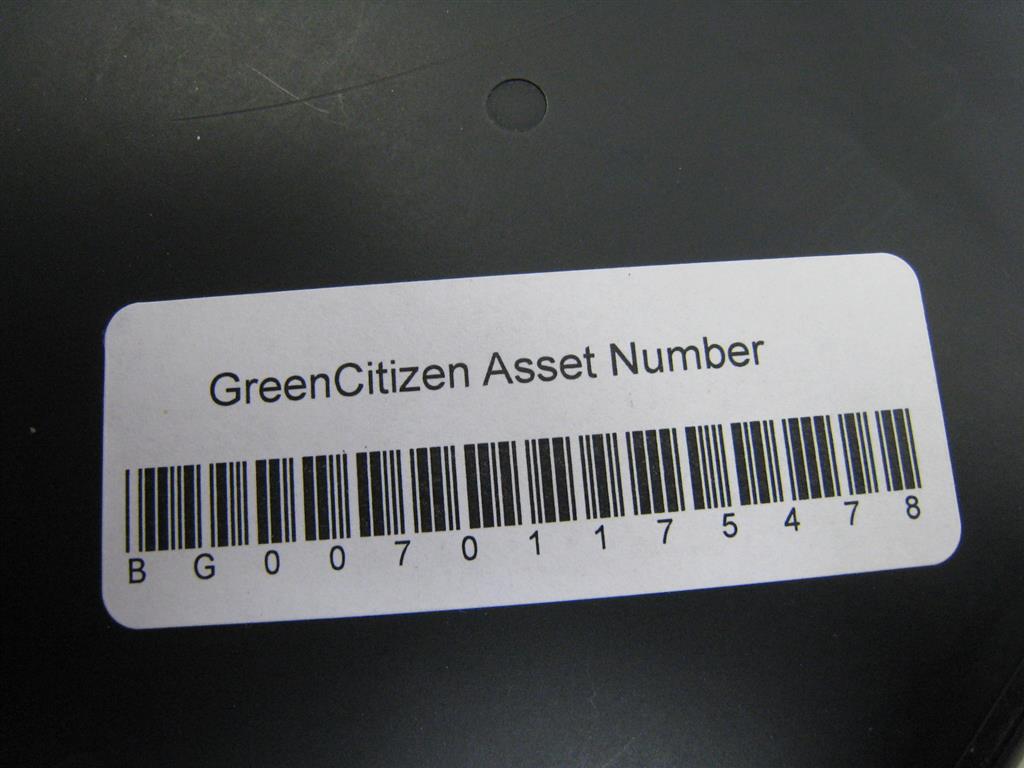 GreenCitizen Asset Number
B G 0 0 7 0 1 1 7 5 4 7 8